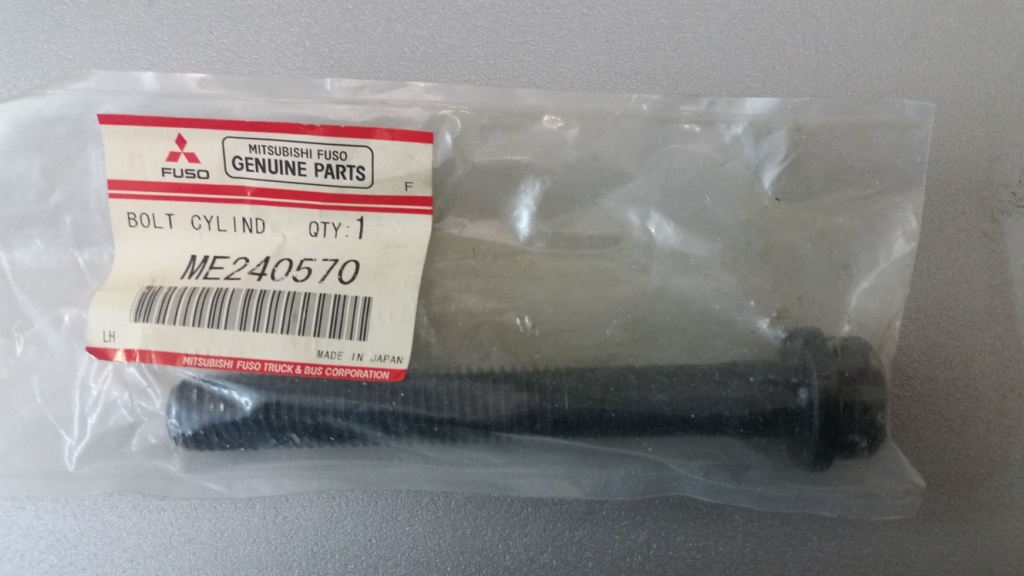 FUSO
MITSUBISHI FUSO
GENUINE PARTS
F
BOLT CYLIND QTY:1
ME240570
LH
MADE IN JAPAN
MITSUBISHI FUSO TRUCK & BUS CORPORATION